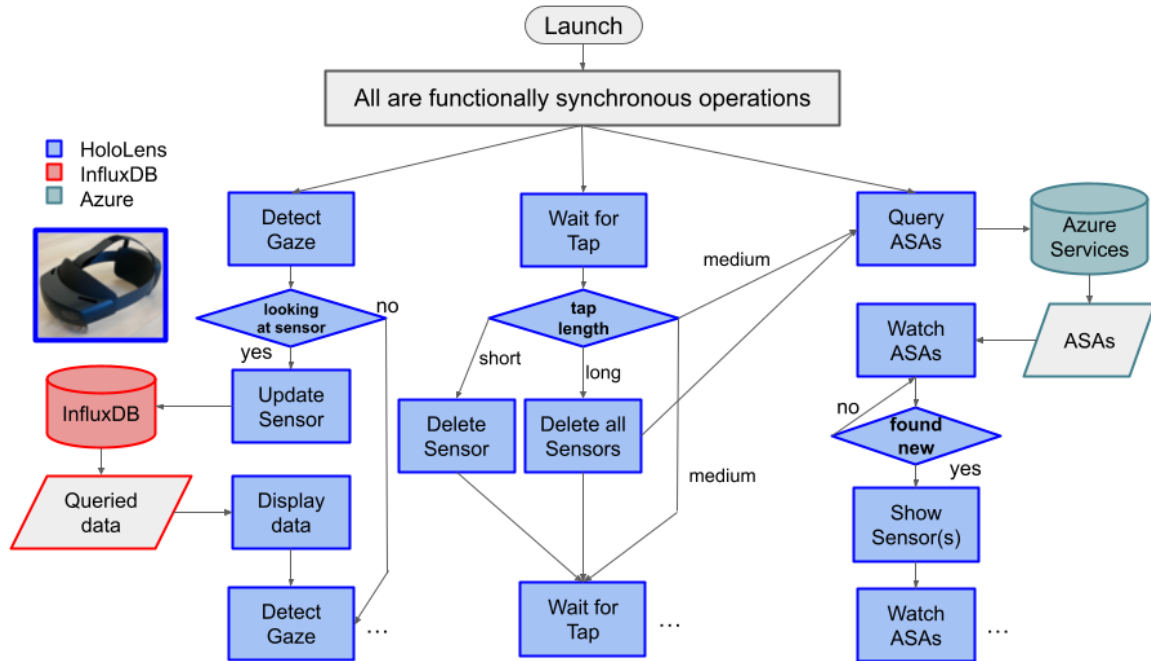 Launch
All are functionally synchronous operations
HoloLens
InfluxDB
Azure
Detect
Gaze
Wait for
Tap
Query
ASAs
Azure
Services
medium
looking
at sensor
no
yes
tap
length
short
long
Watch
ASAs
ASAs
InfluxDB
Update
Sensor
Delete
Sensor
Delete all
Sensors
no
found
new
yes
medium
Queried
data
Display
data
Show
Sensor(s)
Detect
Gaze
...
Wait for
Tap
...
Watch
ASAs
...